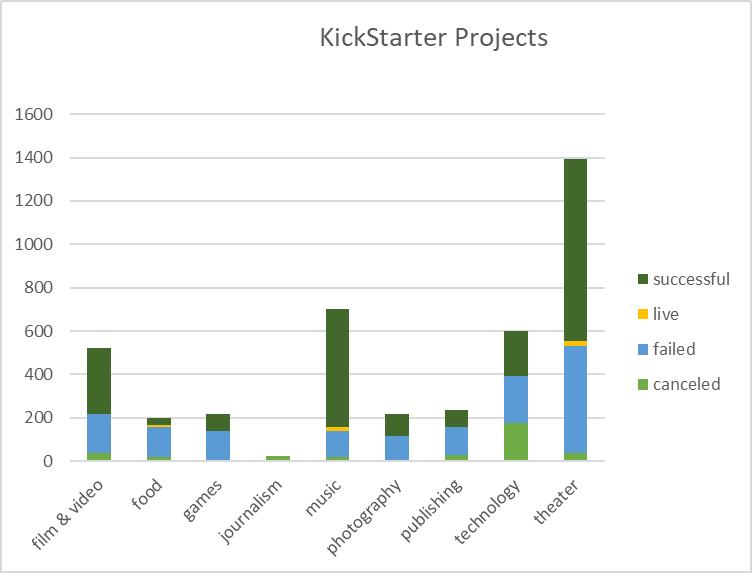 KickStarter Projects
1600
1400
1200
1000
800
600
400
200
0
film & video
food
games
journalism
music
photography
publishing
technology
theater
successful
live
failed
canceled